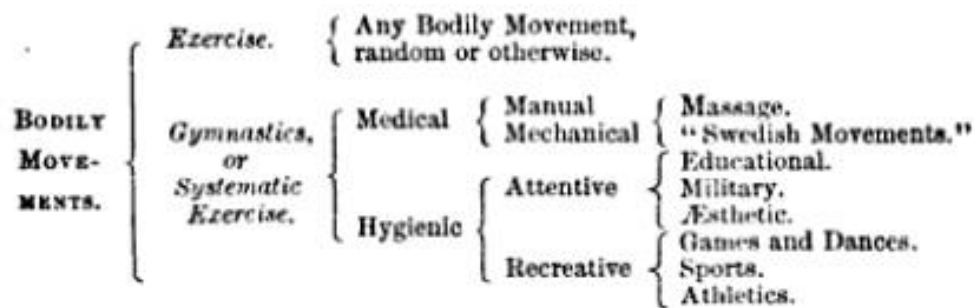 Exercise. Any Bodily Movement,
random or otherwise.
BODILY MOVE-MENTS.
Gymnastics, or Systematic Exercise.
Medical
Manual
Mechanical
Massage.
"Swedish Movements."
Hygienic
Attentive
Educational.
Military.
Æsthetic.
Recreative
Games and Dances.
Sports.
Athletics.